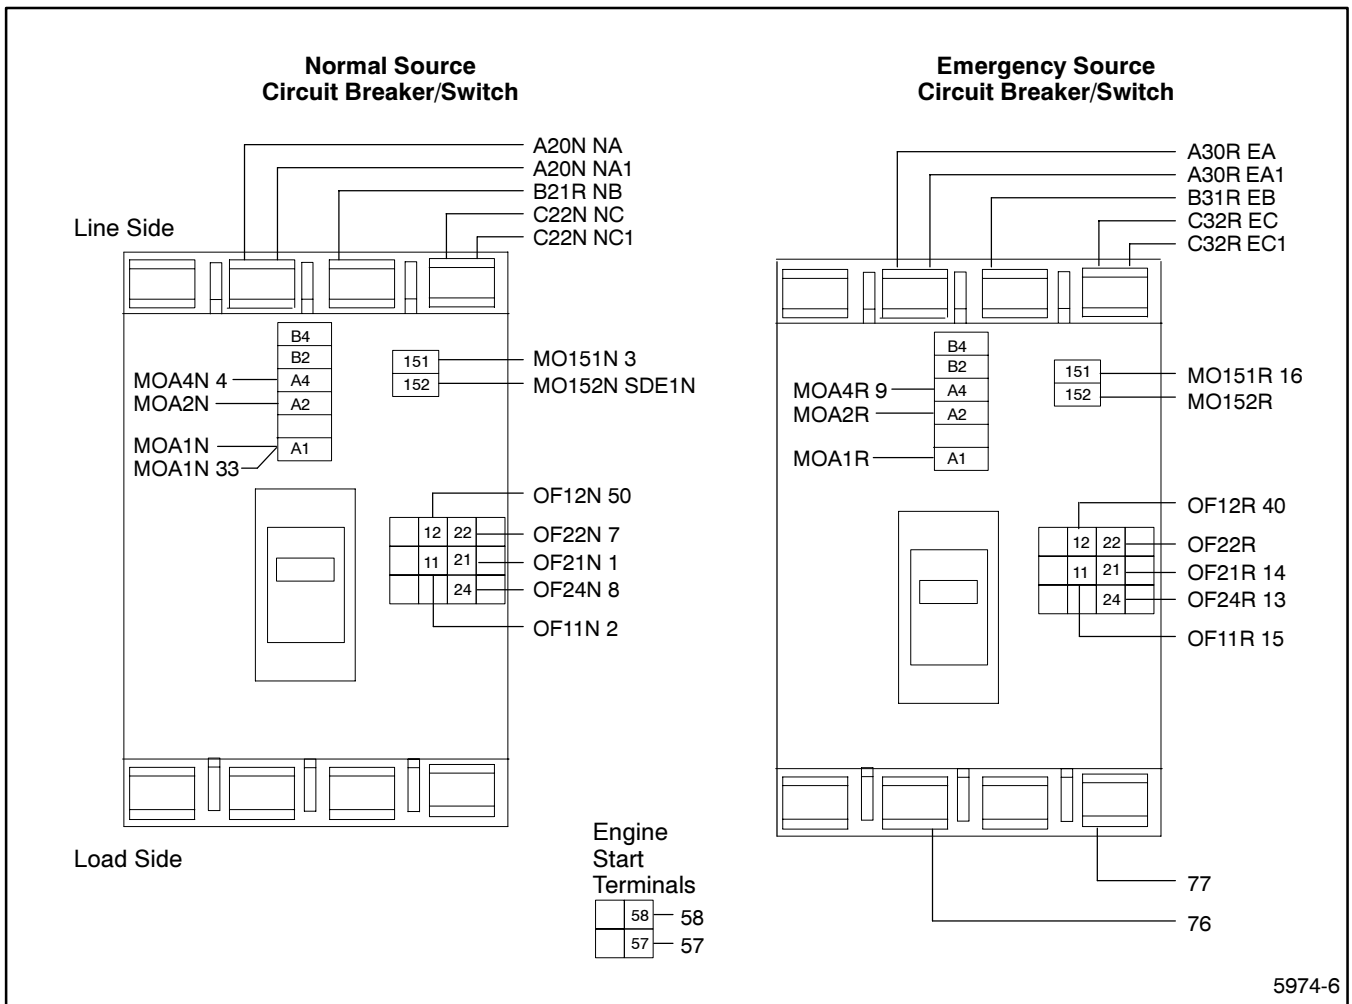 Normal Source
Circuit Breaker/Switch
A20N NA
A20N NA1
B21R NB
C22N NC
C22N NC1
Line Side
B4
B2
A4
A2
A1
MOA4N 4
MOA2N
MOA1N
MOA1N 33
151
152
MO151N 3
MO152N SDE1N
OF12N 50
12 22
11 21
24
OF22N 7
OF21N 1
OF24N 8
OF11N 2
Load Side
Engine
Start
Terminals
58 58
57 57
Emergency Source
Circuit Breaker/Switch
A30R EA
A30R EA1
B31R EB
C32R EC
C32R EC1
B4
B2
A4
A2
A1
MOA4R 9
MOA2R
MOA1R
151
152
MO151R 16
MO152R
OF12R 40
12 22
11 21
24
OF22R
OF21R 14
OF24R 13
OF11R 15
77
76
5974-6